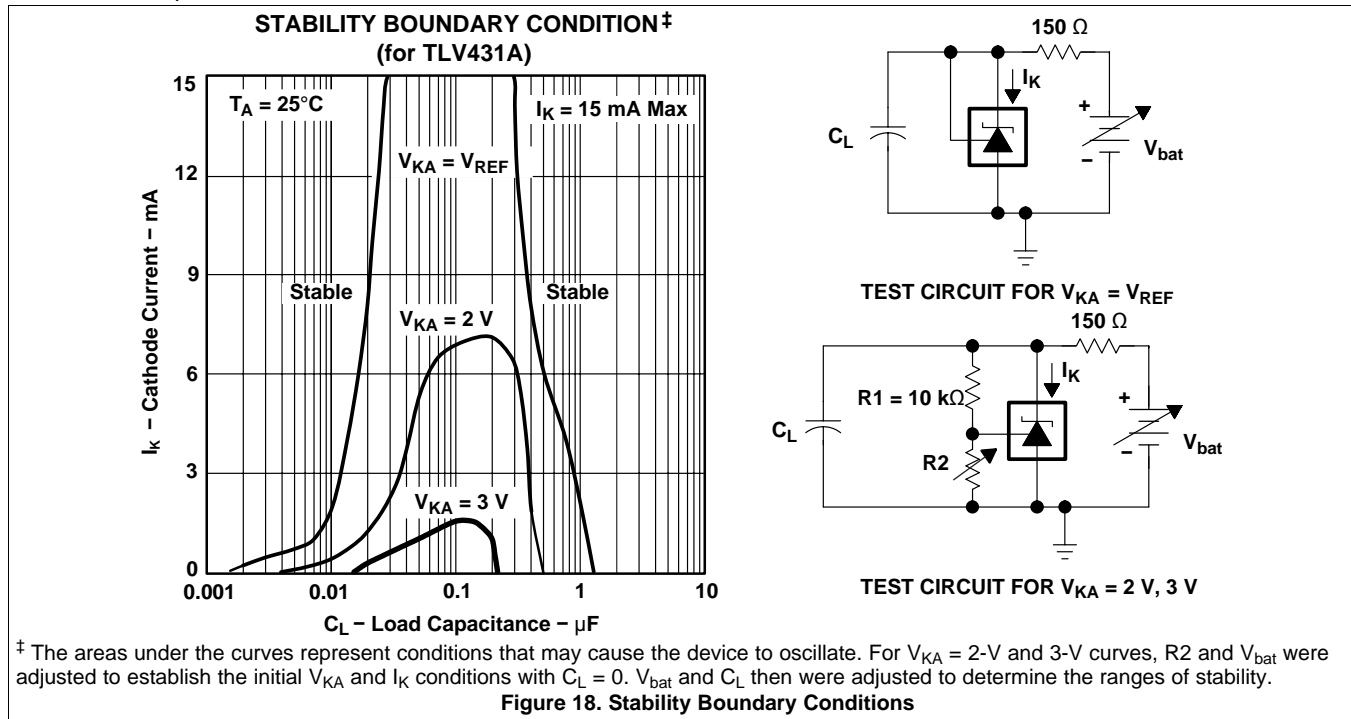 STABILITY BOUNDARY CONDITION‡
(for TLV431A)
15
12
9
6
3
0
IK – Cathode Current – mA
TA = 25°C
IK = 15 mA Max
VKA = VREF
Stable
Stable
VKA = 2 V
VKA = 3 V
0.001
0.01
0.1
1
10
CL – Load Capacitance – µF
150 Ω
IK
CL
+
–
Vbat
TEST CIRCUIT FOR VKA = VREF
150 Ω
IK
R1 = 10 kΩ
CL
R2
+
–
Vbat
TEST CIRCUIT FOR VKA = 2 V, 3 V
‡ The areas under the curves represent conditions that may cause the device to oscillate. For VKA = 2-V and 3-V curves, R2 and Vbat were
adjusted to establish the initial VKA and IK conditions with CL = 0. Vbat and CL then were adjusted to determine the ranges of stability.
Figure 18. Stability Boundary Conditions